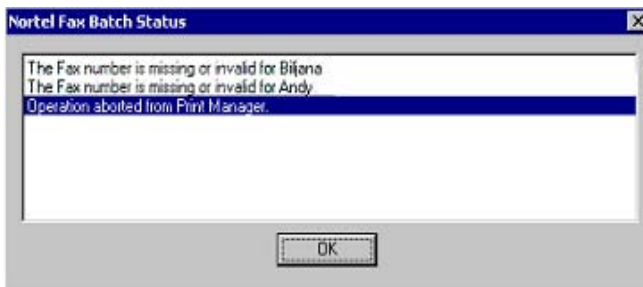 Nortel Fax Batch Status
The Fax number is missing or invalid for Biljana
The Fax number is missing or invalid for Andy
Operation aborted from Print Manager.
OK